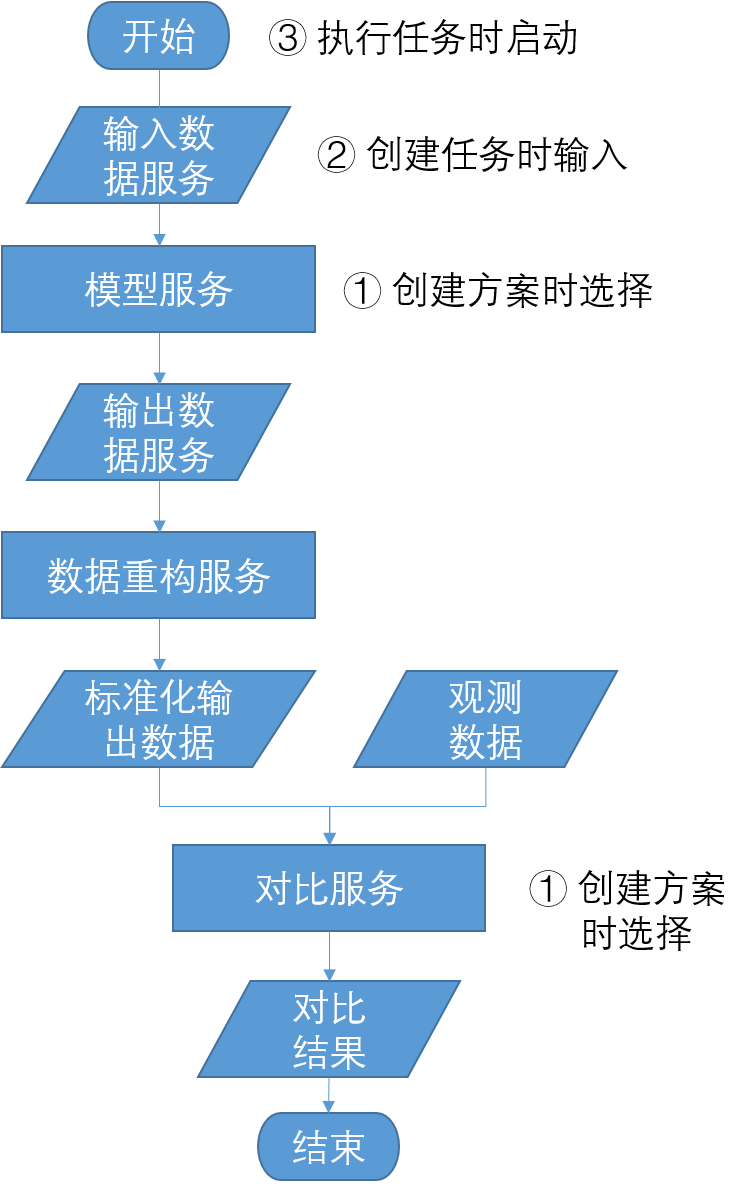 开始
③ 执行任务时启动
输入数
据服务
② 创建任务时输入
模型服务
① 创建方案时选择
输出数
据服务
数据重构服务
标准化输
出数据
观测
数据
对比服务
① 创建方案
时选择
对比
结果
结束